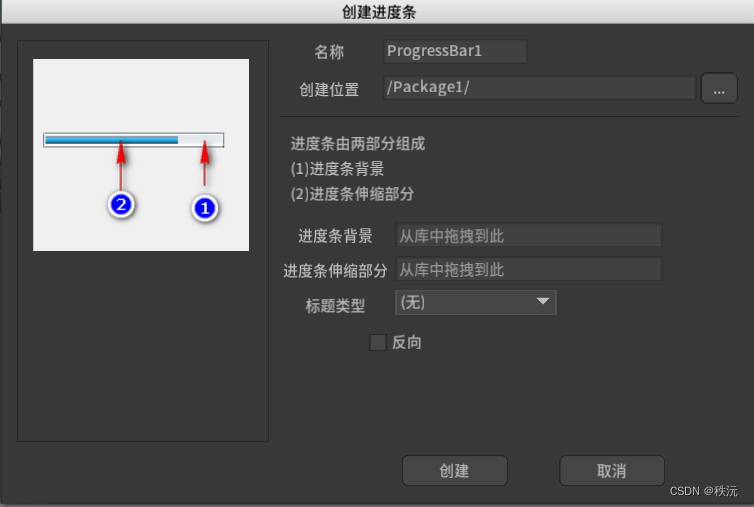 创建进度条
名称 ProgressBar1
创建位置 /Package1/ ...
进度条由两部分组成
(1)进度条背景
(2)进度条伸缩部分
2 1
进度条背景 从库中拖拽到此
进度条伸缩部分 从库中拖拽到此
标题类型 (无)
反向
创建 取消
CSDN @秩沅